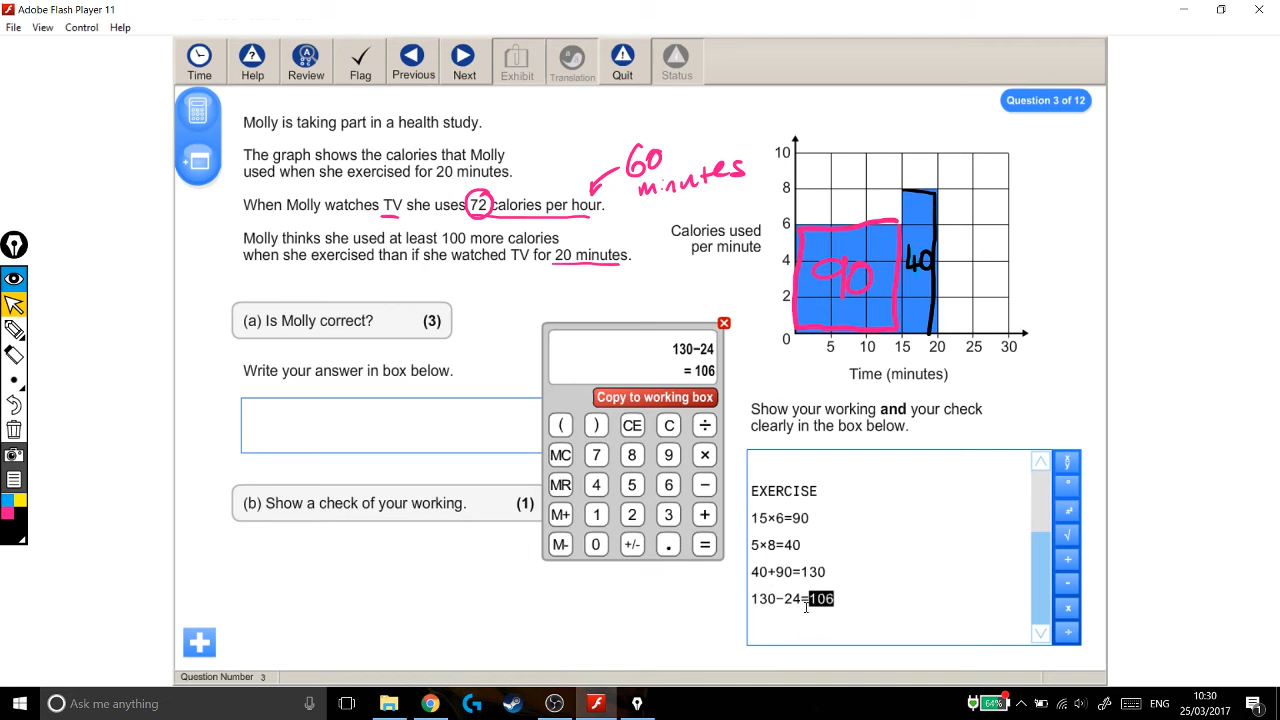 Adobe Flash Player 11
File View Control Help
Time Help Review Flag Previous Next Exhibit Translation Quit Status
Question 3 of 12
Molly is taking part in a health study.
The graph shows the calories that Molly
used when she exercised for 20 minutes.
When Molly watches TV she uses 72 calories per hour.
60
minutes
Molly thinks she used at least 100 more calories
when she exercised than if she watched TV for 20 minutes.
(a) Is Molly correct? (3)
Write your answer in box below.
(b) Show a check of your working. (1)
Calories used
per minute
10
8
6
4
2
0
90
40
5 10 15 20 25 30
Time (minutes)
130−24
= 106
Copy to working box
( ) CE C ÷
MC 7 8 9 ×
MR 4 5 6 −
M+ 1 2 3 +
M- 0 +/- . =
Show your working and your check
clearly in the box below.
EXERCISE
15×6=90
5×8=40
40+90=130
130−24=106
x/y
°
x²
√
+
-
x
÷
Question Number 3
Ask me anything
64%
10:30
25/03/2017
1